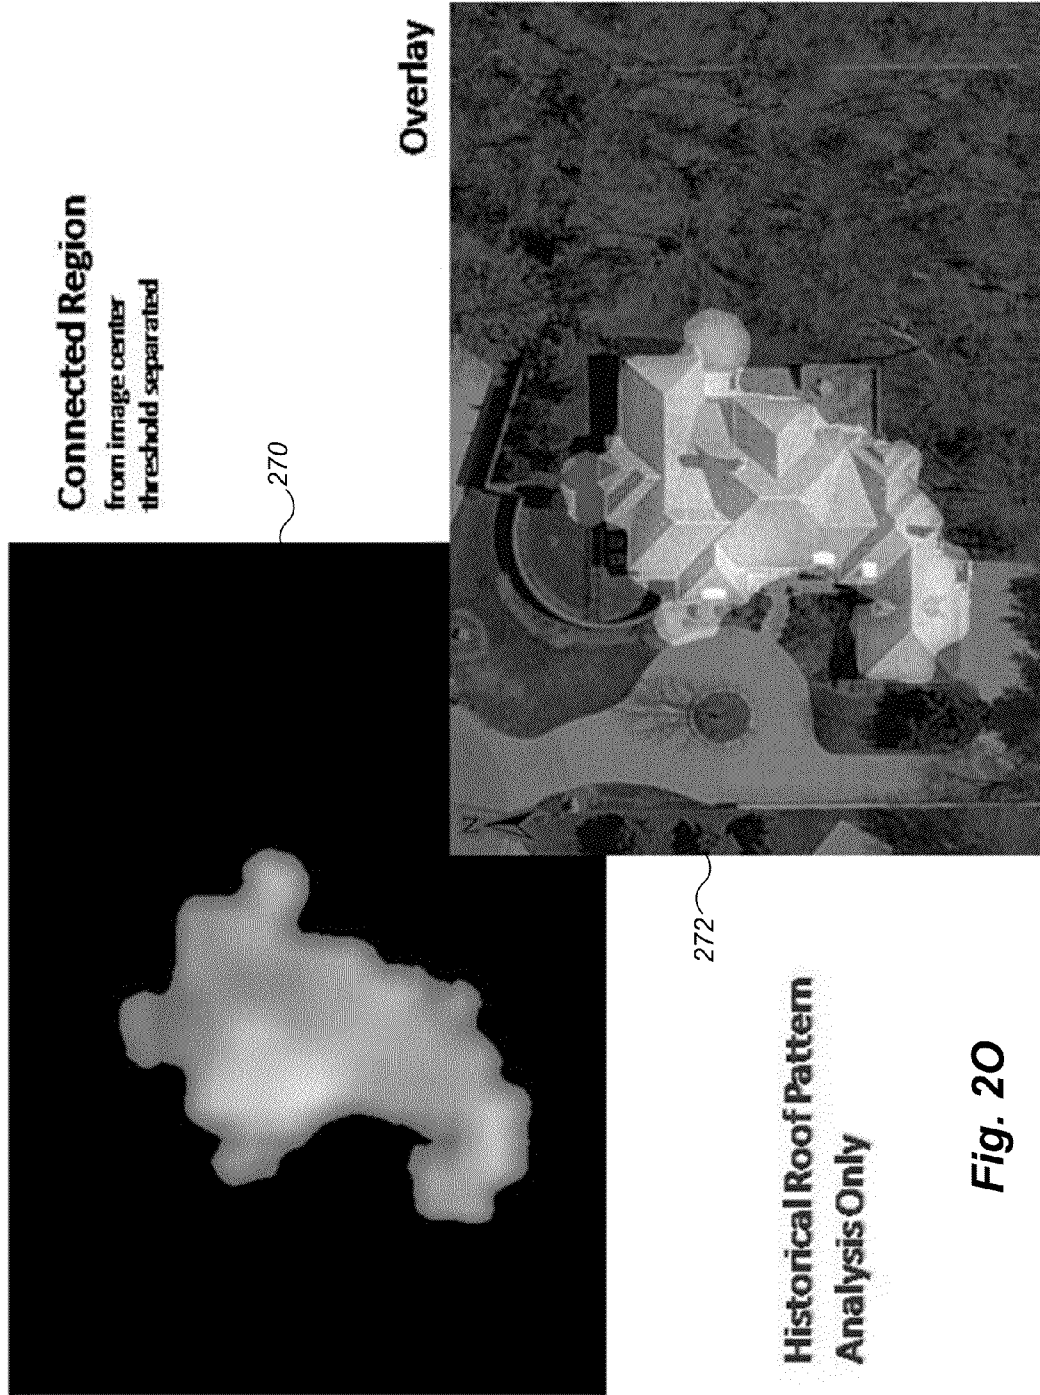 Connected Region
from image center
threshold separated
270
Overlay
N
272
Historical Roof Pattern
Analysis Only
Fig. 2O